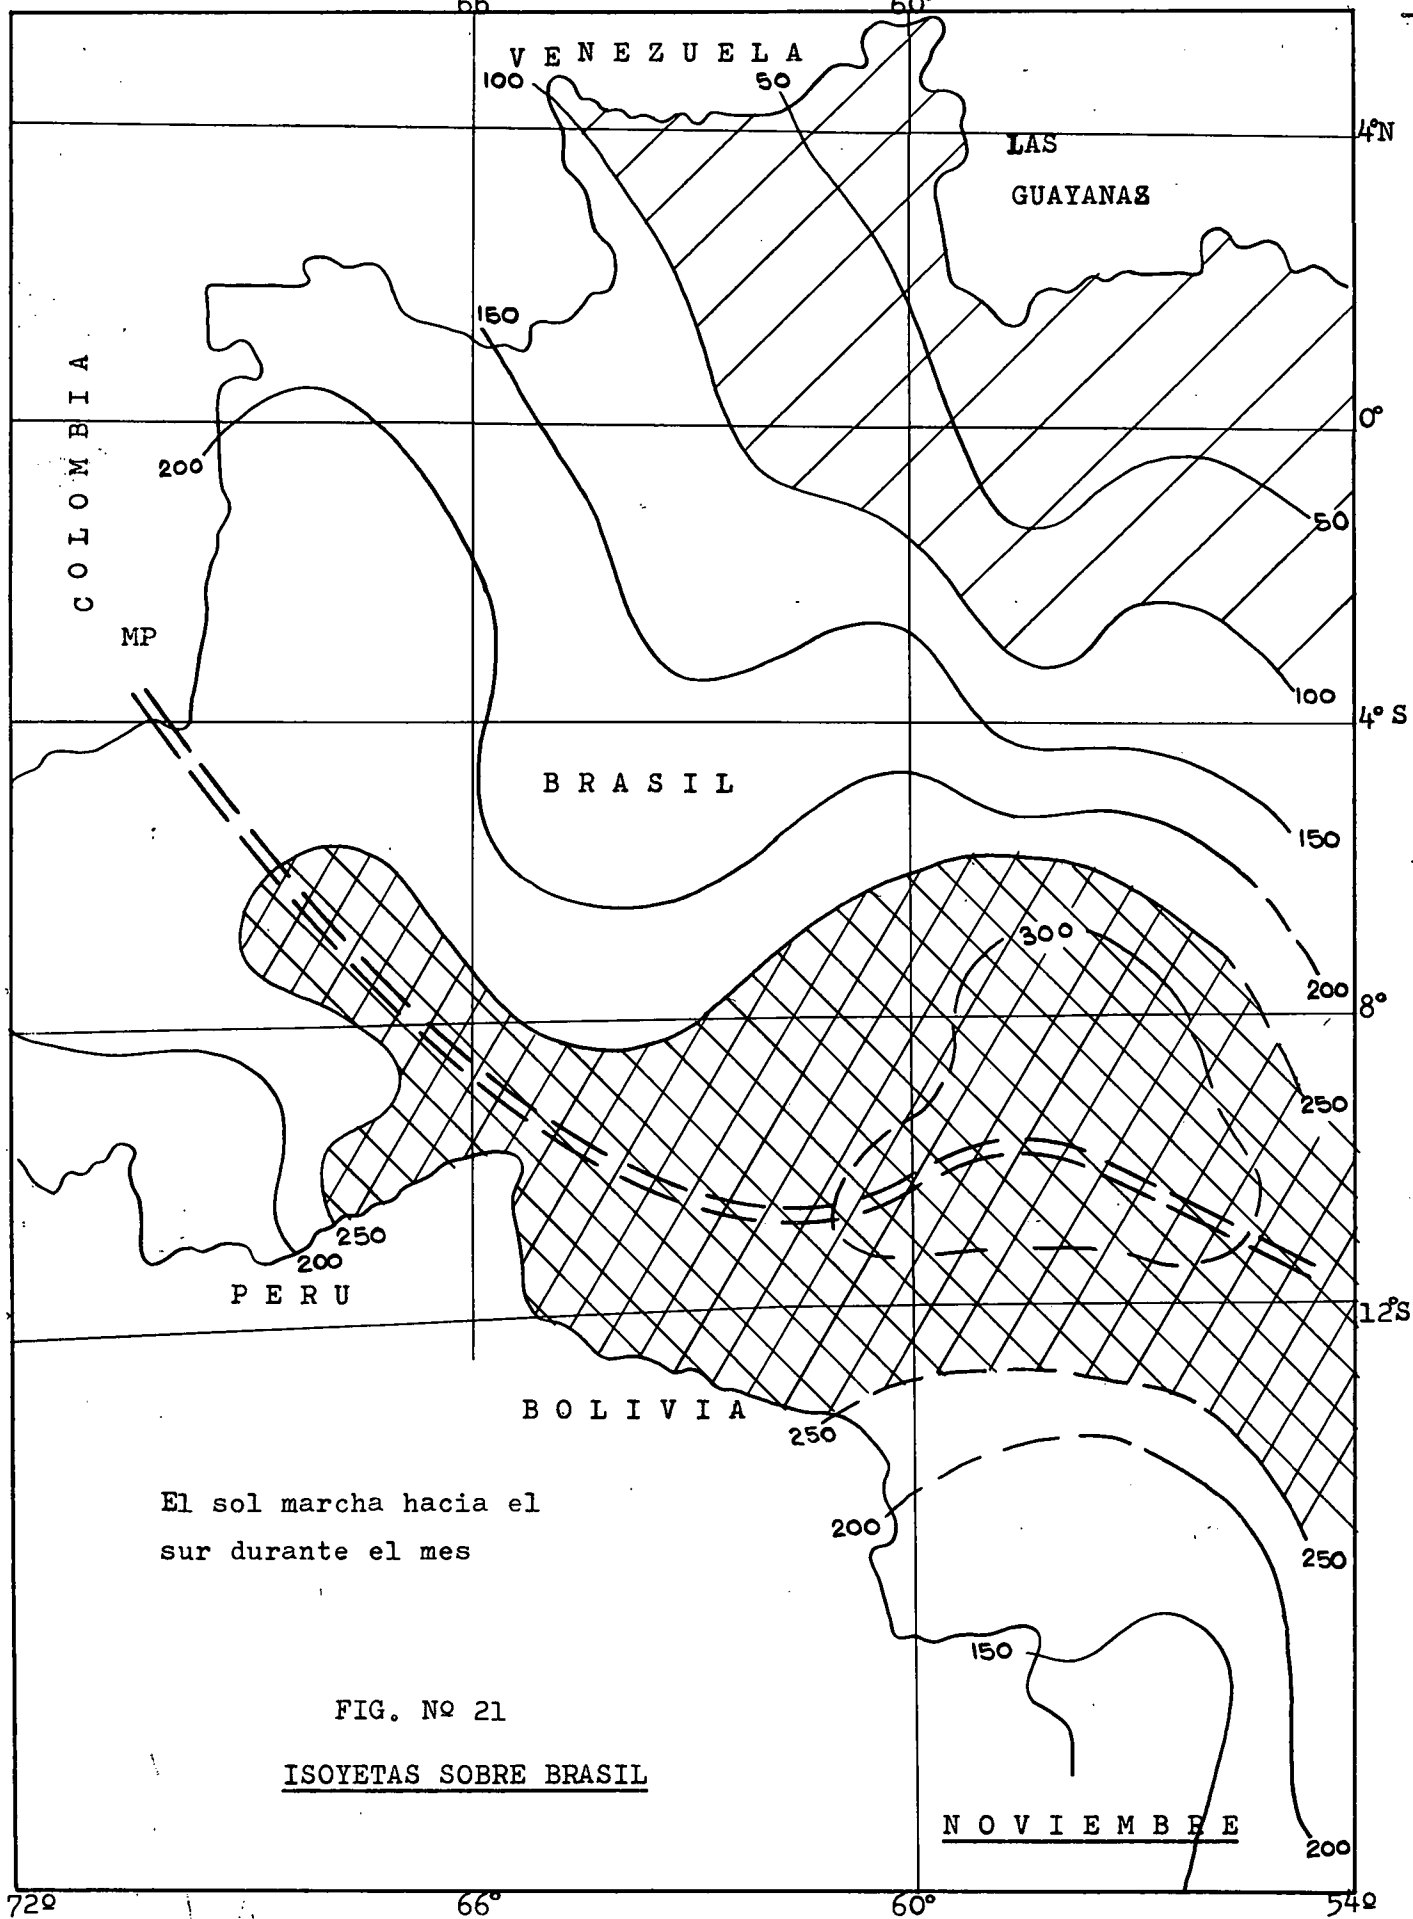 66 60°
VENEZUELA
100 50
4°N
LAS
GUAYANAS
150
COLOMBIA
0°
200
50
MP
100
4° S
BRASIL
150
300
200 8°
250
250
200
PERU
12°S
BOLIVIA
250
El sol marcha hacia el
200
sur durante el mes
250
150
FIG. Nº 21
ISOYETAS SOBRE BRASIL
NOVIEMBRE
200
72º 66° 60° 54º